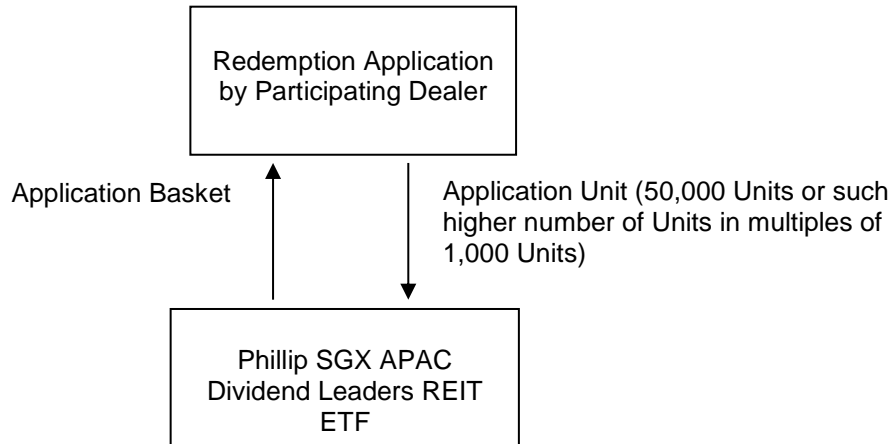 Redemption Application
by Participating Dealer
Application Basket
Application Unit (50,000 Units or such
higher number of Units in multiples of
1,000 Units)
Phillip SGX APAC
Dividend Leaders REIT
ETF